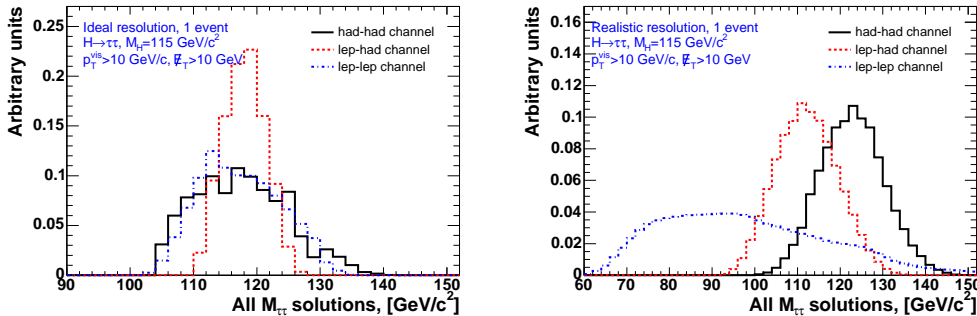 Arbitrary units
Ideal resolution, 1 event
H→ττ, M_H=115 GeV/c²
p_T^vis>10 GeV/c, E̸_T>10 GeV
had-had channel
lep-had channel
lep-lep channel
0.25
0.2
0.15
0.1
0.05
0
90 100 110 120 130 140 150
All M_ττ solutions, [GeV/c²]
Arbitrary units
Realistic resolution, 1 event
H→ττ, M_H=115 GeV/c²
p_T^vis>10 GeV/c, E̸_T>10 GeV
had-had channel
lep-had channel
lep-lep channel
0.16
0.14
0.12
0.1
0.08
0.06
0.04
0.02
0
60 70 80 90 100 110 120 130 140 150
All M_ττ solutions, [GeV/c²]